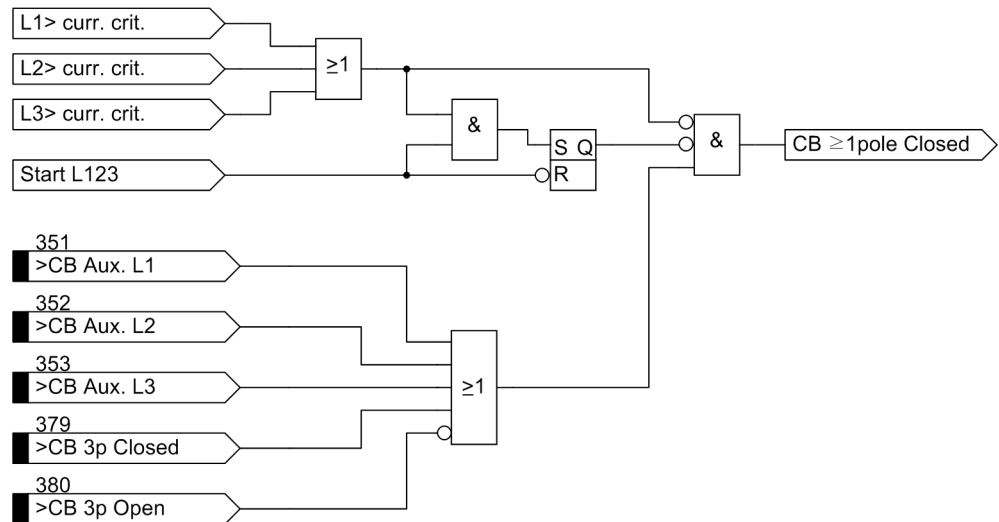 L1> curr. crit.
L2> curr. crit.
L3> curr. crit.
≥1
&
Start L123
S Q
R
&
CB ≥1pole Closed
351
>CB Aux. L1
352
>CB Aux. L2
353
>CB Aux. L3
≥1
379
>CB 3p Closed
380
>CB 3p Open